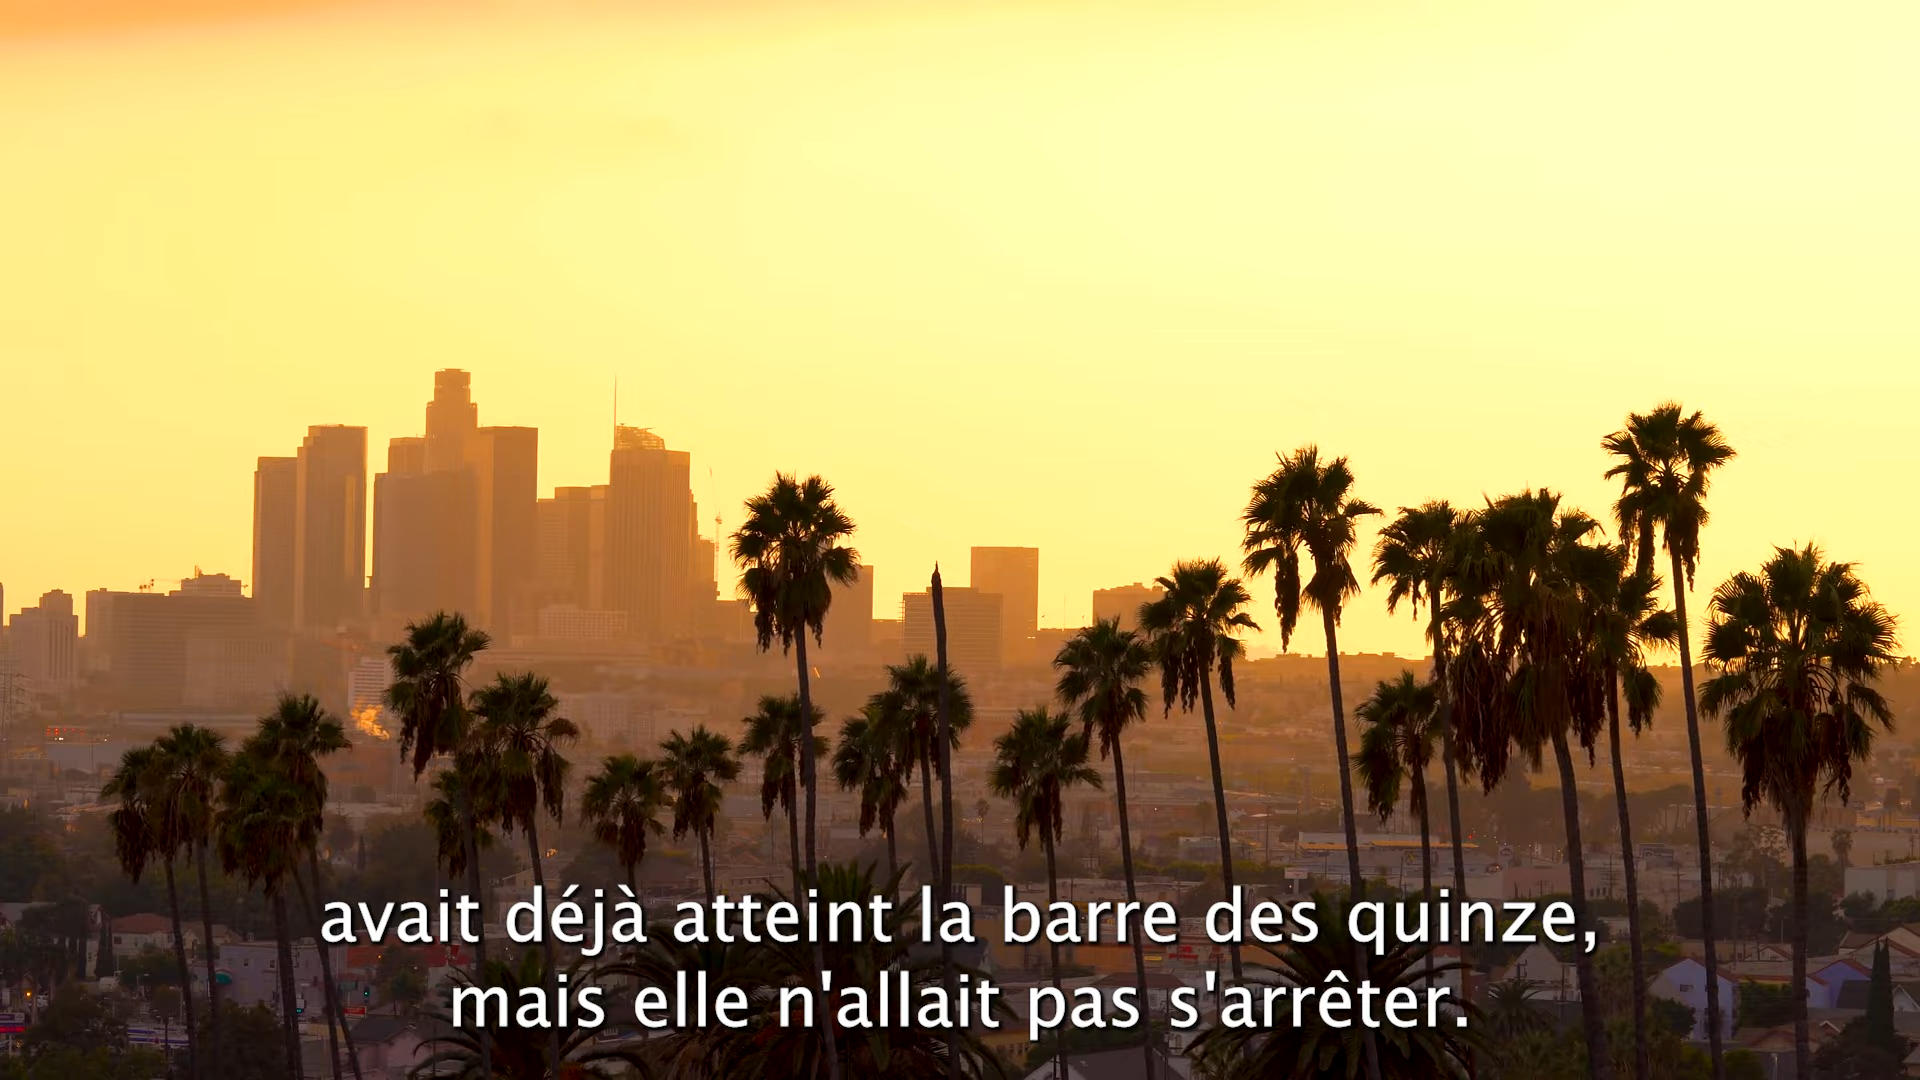 avait déjà atteint la barre des quinze,
mais elle n'allait pas s'arrêter.